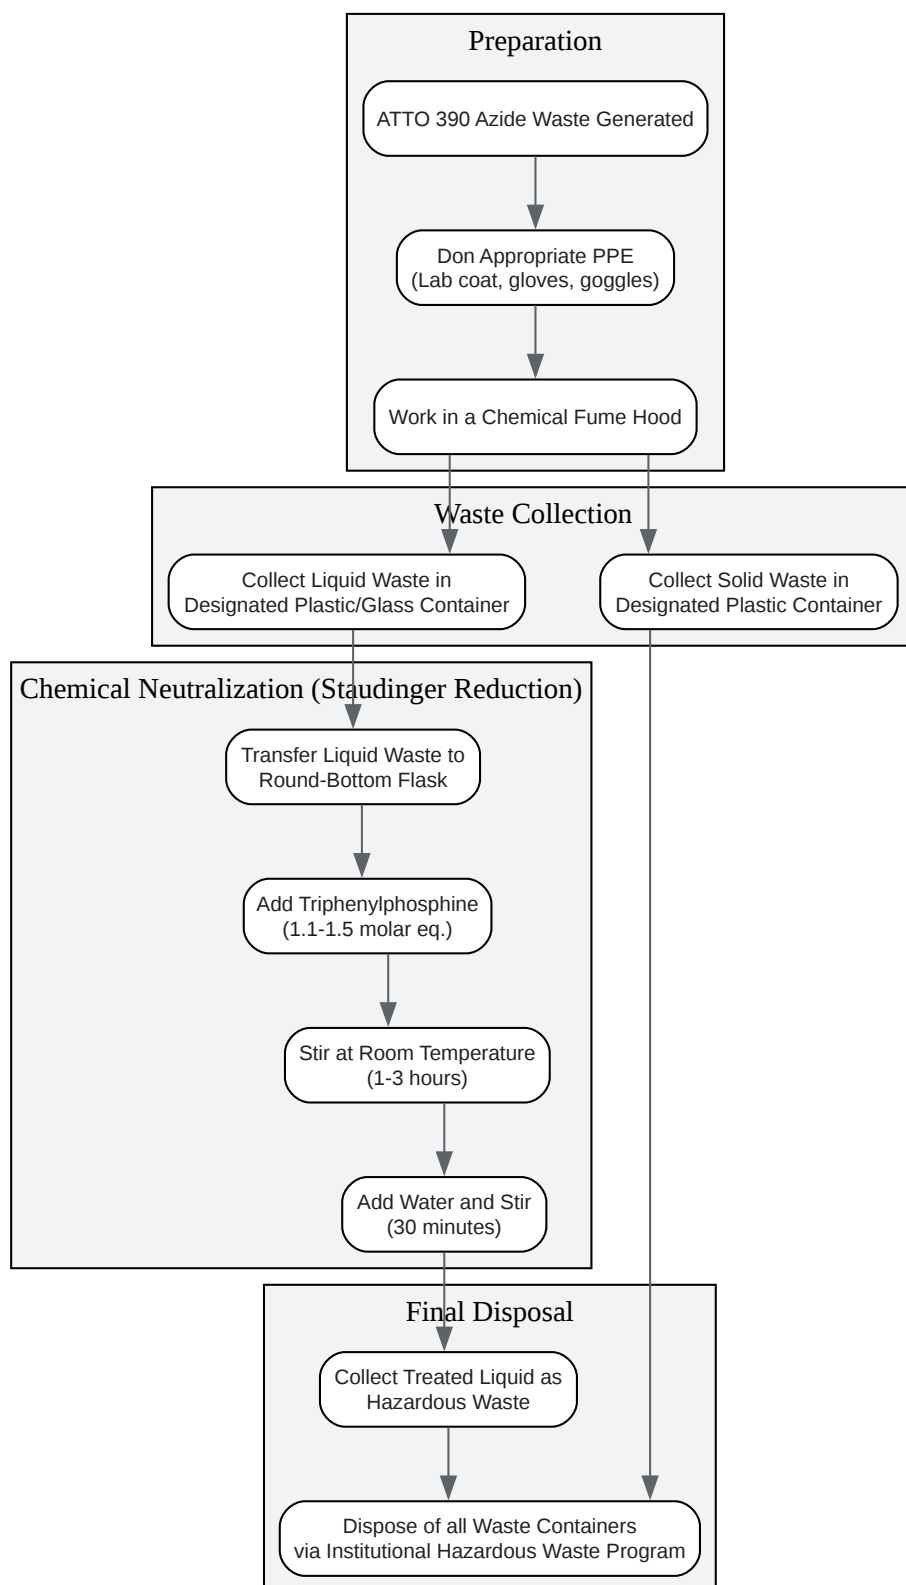 Preparation
ATTO 390 Azide Waste Generated
Don Appropriate PPE
(Lab coat, gloves, goggles)
Work in a Chemical Fume Hood
Waste Collection
Collect Liquid Waste in
Designated Plastic/Glass Container
Collect Solid Waste in
Designated Plastic Container
Chemical Neutralization (Staudinger Reduction)
Transfer Liquid Waste to
Round-Bottom Flask
Add Triphenylphosphine
(1.1-1.5 molar eq.)
Stir at Room Temperature
(1-3 hours)
Add Water and Stir
(30 minutes)
Final Disposal
Collect Treated Liquid as
Hazardous Waste
Dispose of all Waste Containers
via Institutional Hazardous Waste Program